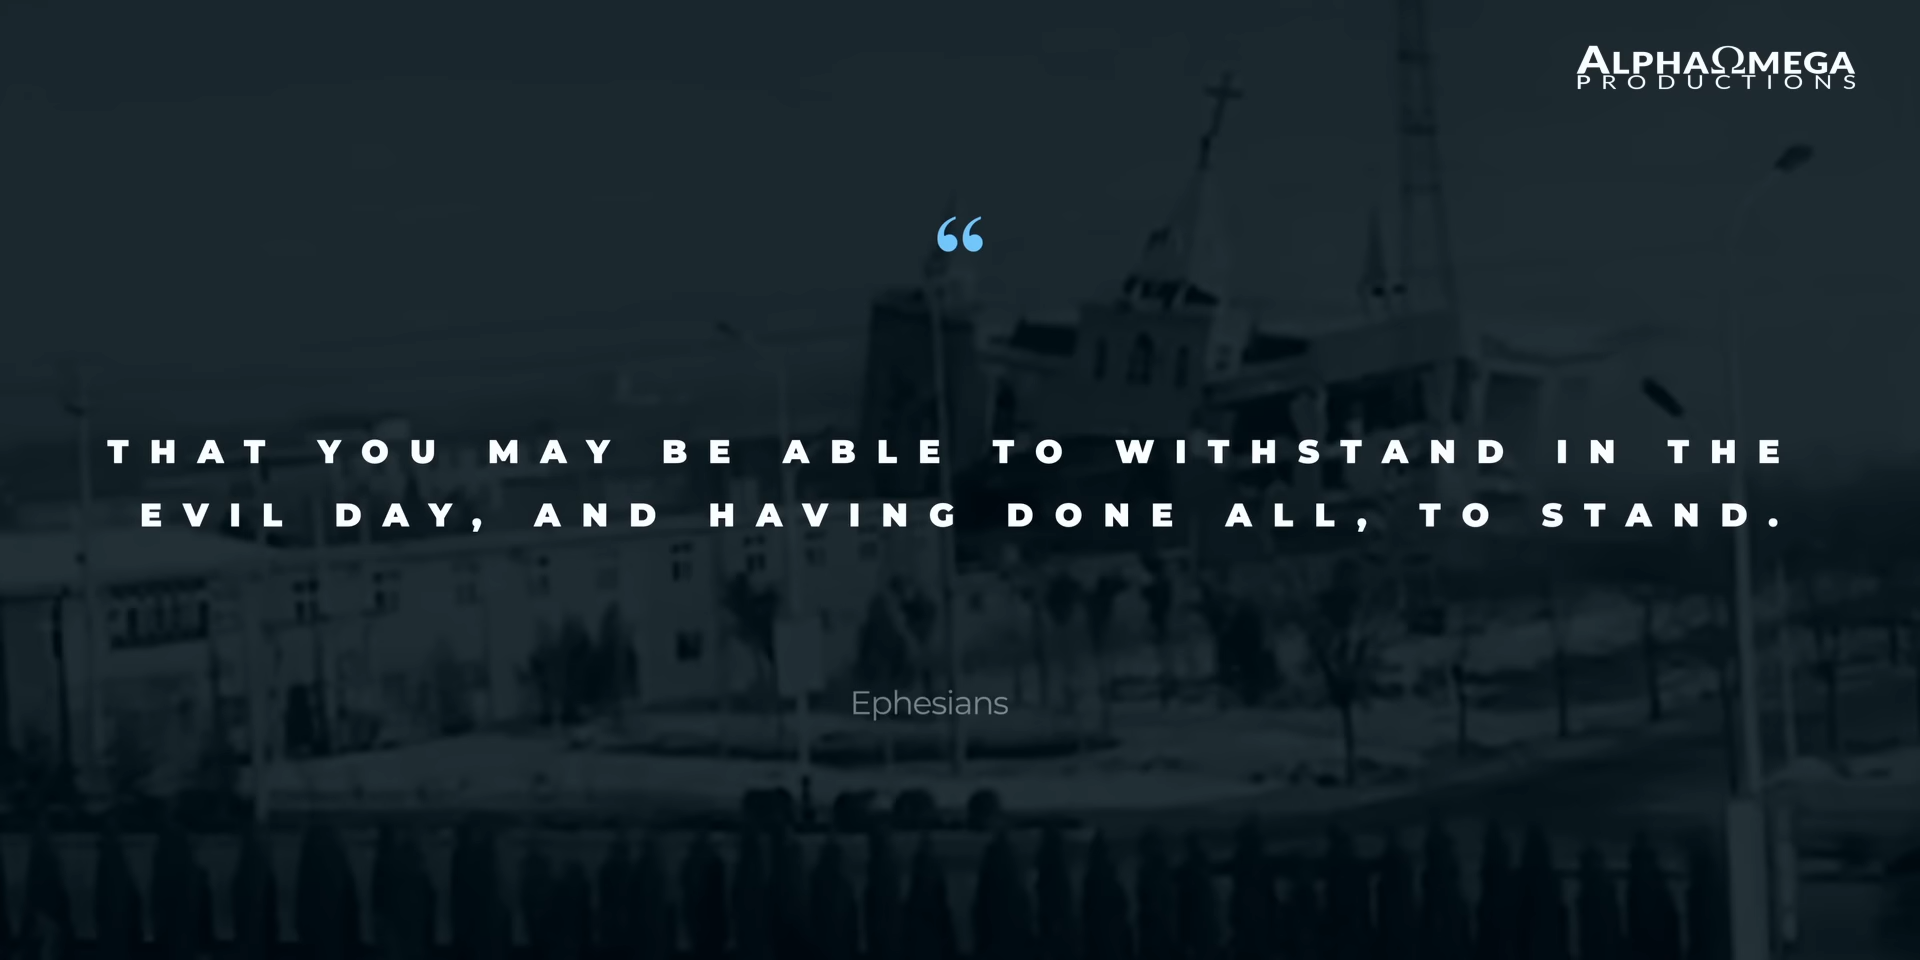 ALPHAΩMEGA
PRODUCTIONS
“
THAT YOU MAY BE ABLE TO WITHSTAND IN THE
EVIL DAY, AND HAVING DONE ALL, TO STAND.
Ephesians